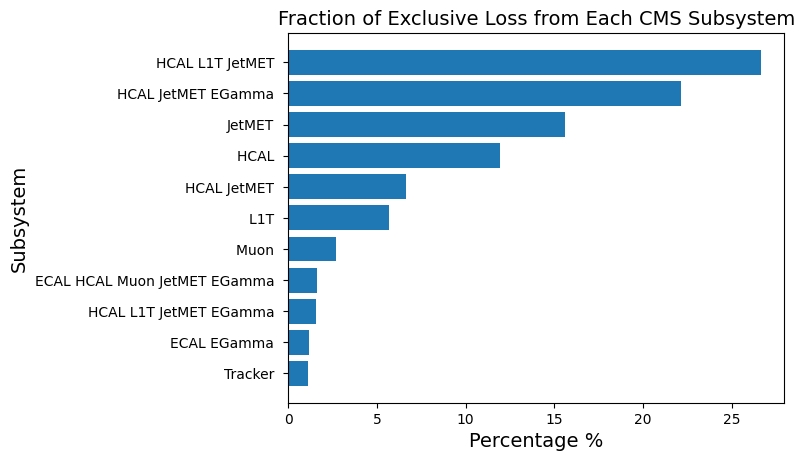 Fraction of Exclusive Loss from Each CMS Subsystem
HCAL L1T JetMET
HCAL JetMET EGamma
JetMET
HCAL
HCAL JetMET
L1T
Muon
ECAL HCAL Muon JetMET EGamma
HCAL L1T JetMET EGamma
ECAL EGamma
Tracker
Subsystem
0 5 10 15 20 25
Percentage %